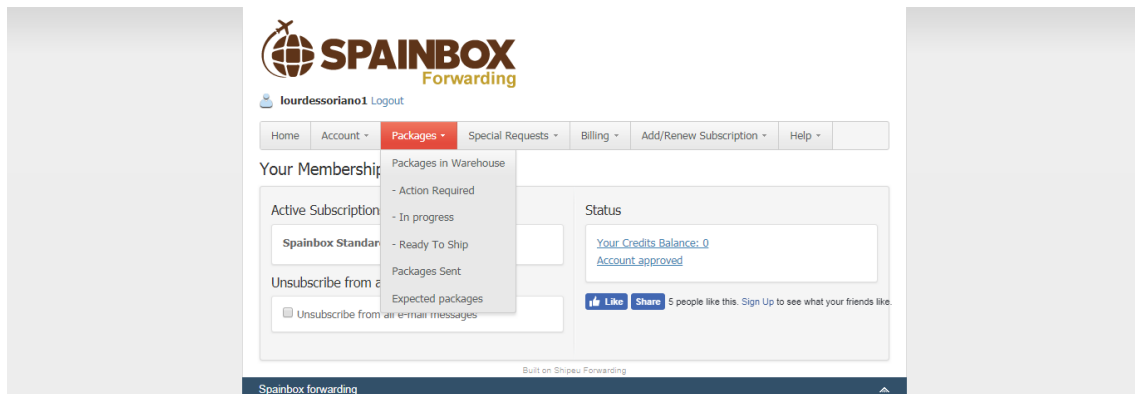 SPAINBOX
Forwarding
lourdessoriano1 Logout
Home Account Packages Special Requests Billing Add/Renew Subscription Help
Your Membership
Packages in Warehouse
- Action Required
- In progress
- Ready To Ship
Packages Sent
Expected packages
Active Subscription
Spainbox Standar
Unsubscribe from a
Unsubscribe from all e-mail messages
Status
Your Credits Balance: 0
Account approved
Like Share 5 people like this. Sign Up to see what your friends like.
Built on Shipeu Forwarding
Spainbox forwarding